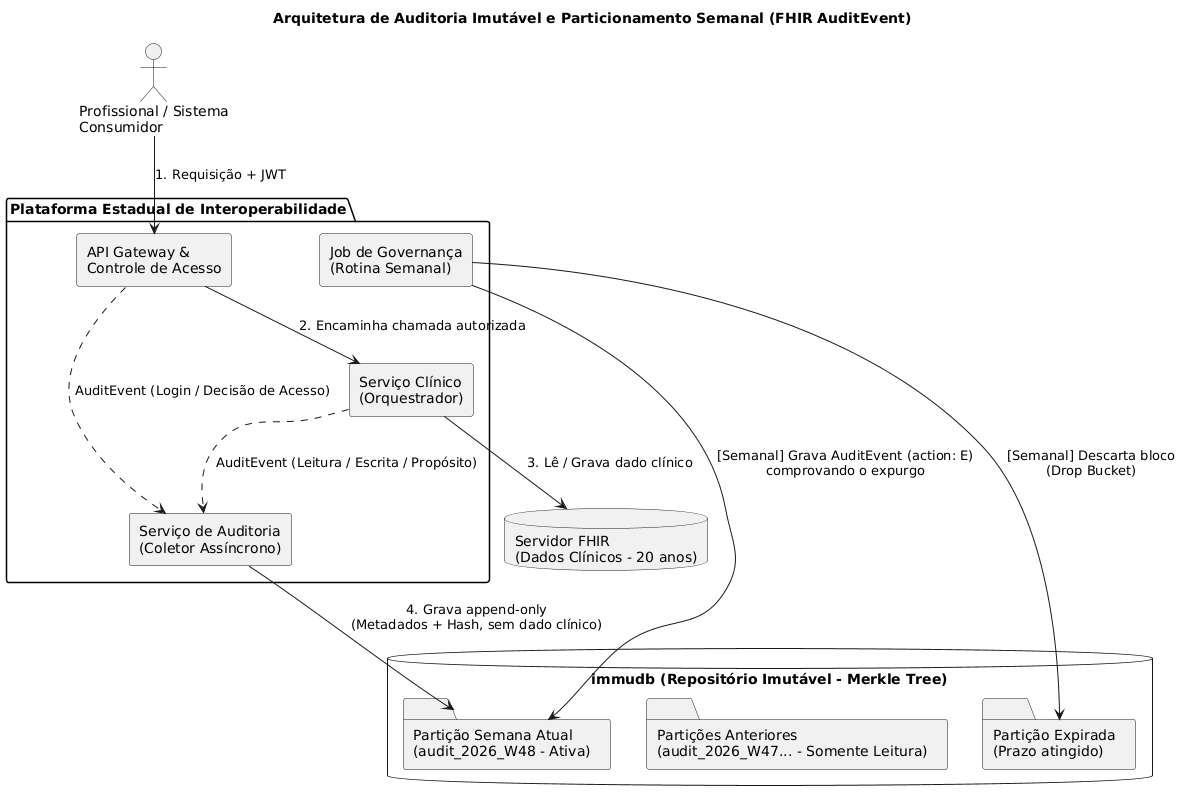 Arquitetura de Auditoria Imutável e Particionamento Semanal (FHIR AuditEvent)
Profissional / Sistema
Consumidor
1. Requisição + JWT
Plataforma Estadual de Interoperabilidade
API Gateway &
Controle de Acesso
Job de Governança
(Rotina Semanal)
2. Encaminha chamada autorizada
Serviço Clínico
(Orquestrador)
AuditEvent (Login / Decisão de Acesso)
AuditEvent (Leitura / Escrita / Propósito)
3. Lê / Grava dado clínico
[Semanal] Grava AuditEvent (action: E)
comprovando o expurgo
[Semanal] Descarta bloco
(Drop Bucket)
Serviço de Auditoria
(Coletor Assíncrono)
Servidor FHIR
(Dados Clínicos - 20 anos)
4. Grava append-only
(Metadados + Hash, sem dado clínico)
immudb (Repositório Imutável - Merkle Tree)
Partição Semana Atual
(audit_2026_W48 - Ativa)
Partições Anteriores
(audit_2026_W47... - Somente Leitura)
Partição Expirada
(Prazo atingido)